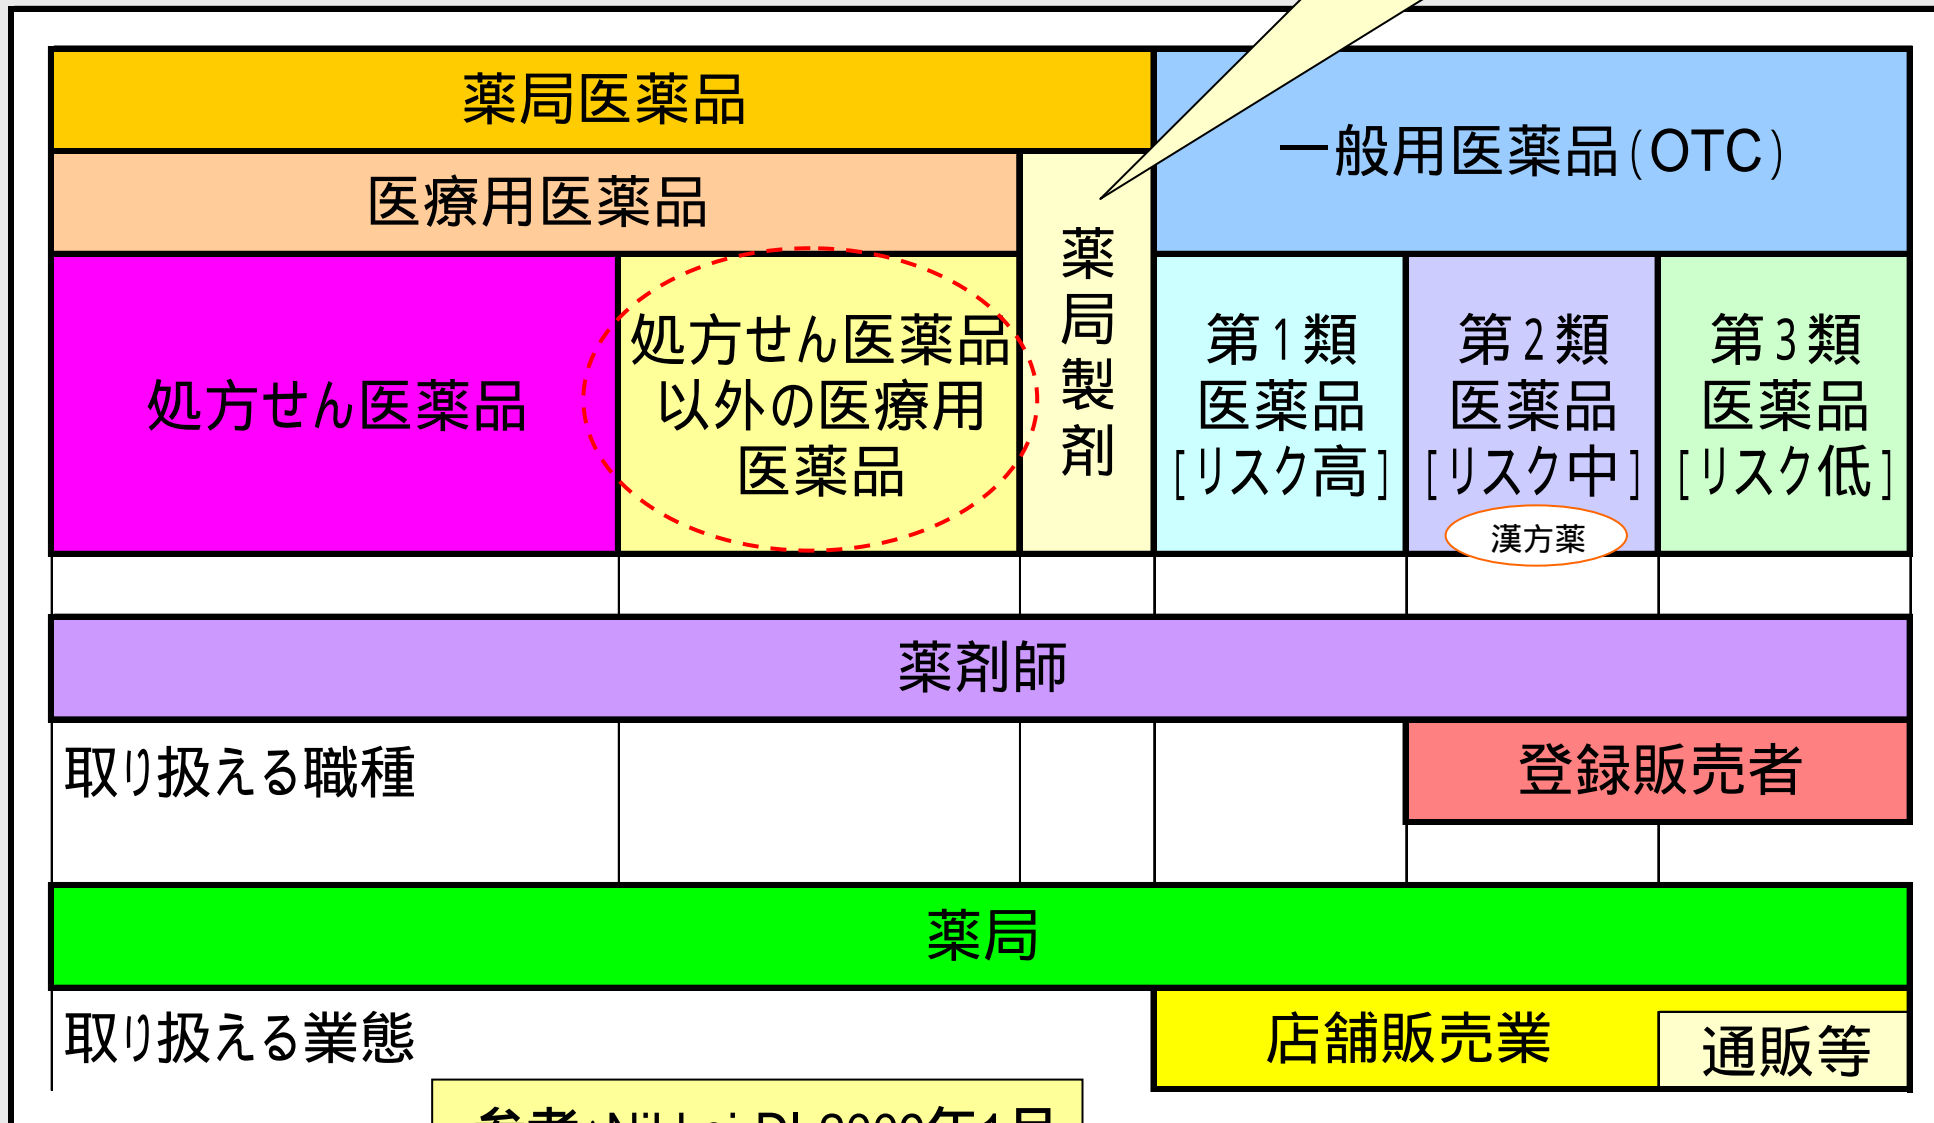 薬局医薬品
一般用医薬品(OTC)
医療用医薬品
薬
局
製
剤
処方せん医薬品
処方せん医薬品
以外の医療用
医薬品
第1類
医薬品
[リスク高]
第2類
医薬品
[リスク中]
漢方薬
第3類
医薬品
[リスク低]
薬剤師
取り扱える職種
登録販売者
薬局
取り扱える業態
店舗販売業
通販等